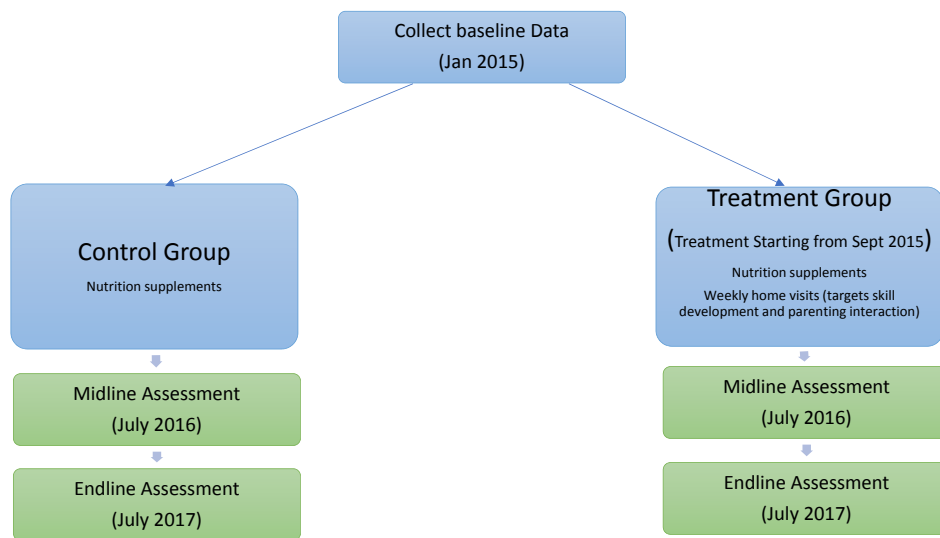 Collect baseline Data
(Jan 2015)
Control Group
Nutrition supplements
Treatment Group
(Treatment Starting from Sept 2015)
Nutrition supplements
Weekly home visits (targets skill
development and parenting interaction)
Midline Assessment
(July 2016)
Midline Assessment
(July 2016)
Endline Assessment
(July 2017)
Endline Assessment
(July 2017)